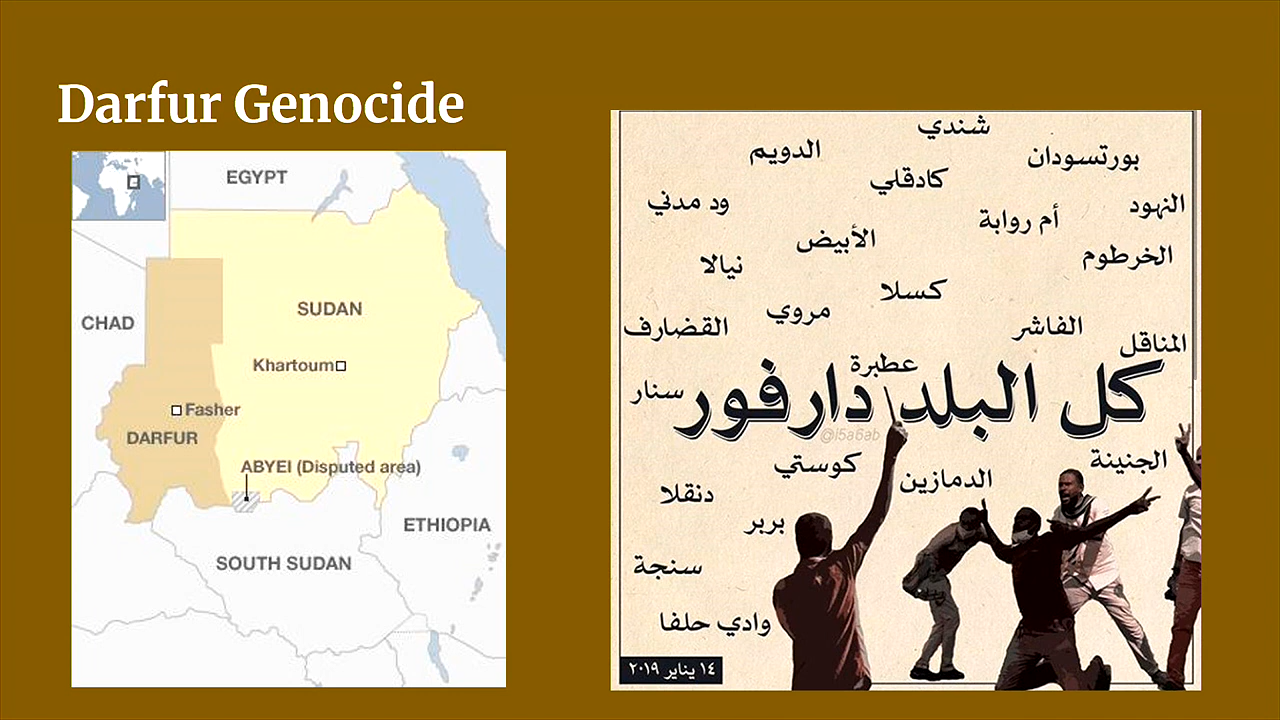 Darfur Genocide
EGYPT
SUDAN
CHAD
Khartoum
Fasher
DARFUR
ABYEI (Disputed area)
ETHIOPIA
SOUTH SUDAN
شندي
الدويم
بورتسودان
كادقلي
ود مدني
النهود
أم روابة
الأبيض
الخرطوم
نيالا
كسلا
مروي
القضارف
الفاشر
المناقل
عطبرة
سنار
كل البلد دارفور
@i5a6ab
كوستي
الجنينة
الدمازين
دنقلا
بربر
سنجة
وادي حلفا
١٤ يناير ٢٠١٩